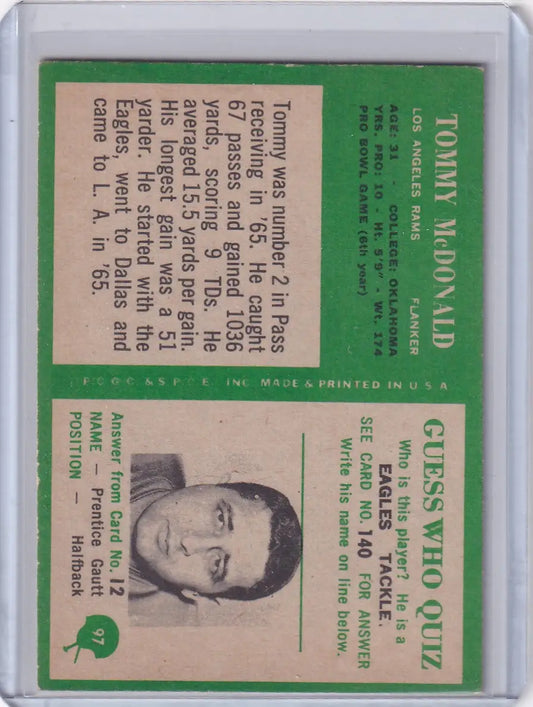 TOMMY McDONALD
LOS ANGELES RAMS FLANKER
AGE: 31 - COLLEGE: OKLAHOMA
YRS. PRO: 10 - Ht. 5'9" - Wt. 174
PRO BOWL GAME (6th year)
Tommy was number 2 in Pass
receiving in '65. He caught
67 passes and gained 1036
yards, scoring 9 TDs. He
averaged 15.5 yards per gain.
His longest gain was a 51
yarder. He started with the
Eagles, went to Dallas and
came to L. A. in '65.
P.C.G.C. & S.P.C.E. INC MADE & PRINTED IN U S A
GUESS WHO QUIZ
Who is this player? He is a
EAGLES TACKLE.
SEE CARD NO. 140 FOR ANSWER
Write his name on line below.
Answer from Card No. 12
NAME — Prentice Gautt
POSITION — Halfback
97